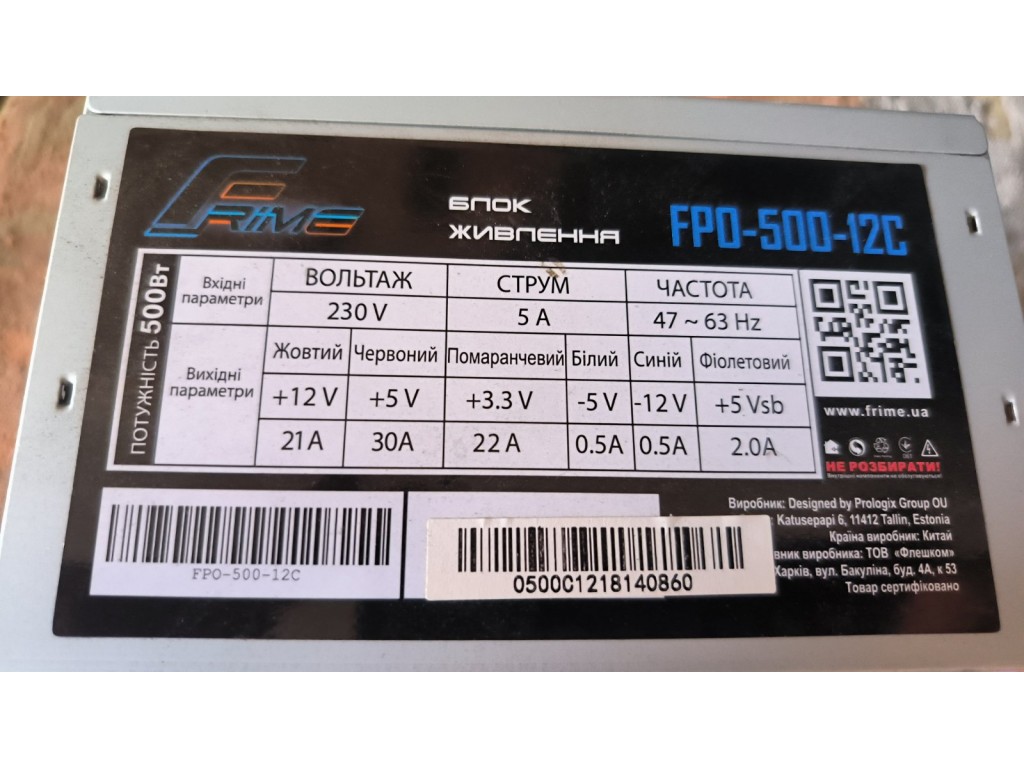 FRIME
БЛОК
ЖИВЛЕННЯ
FPO-500-12C
ПОТУЖНІСТЬ 500Вт
Вхідні параметри
ВОЛЬТАЖ СТРУМ ЧАСТОТА
230 V 5 A 47 ~ 63 Hz
Вихідні параметри
Жовтий Червоний Помаранчевий Білий Синій Фіолетовий
+12 V +5 V +3.3 V -5 V -12 V +5 Vsb
21 A 30A 22 A 0.5A 0.5A 2.0A
www.frime.ua
НЕ РОЗБИРАТИ!
FPO-500-12C
0500C1218140860
Виробник: Designed by Prologix Group OU
Katusepapi 6, 11412 Tallin, Estonia
Країна виробник: Китай
виробника: ТОВ «Флешком»
Харків, вул. Бакуліна, буд. 4А, к 53
Товар сертифіковано